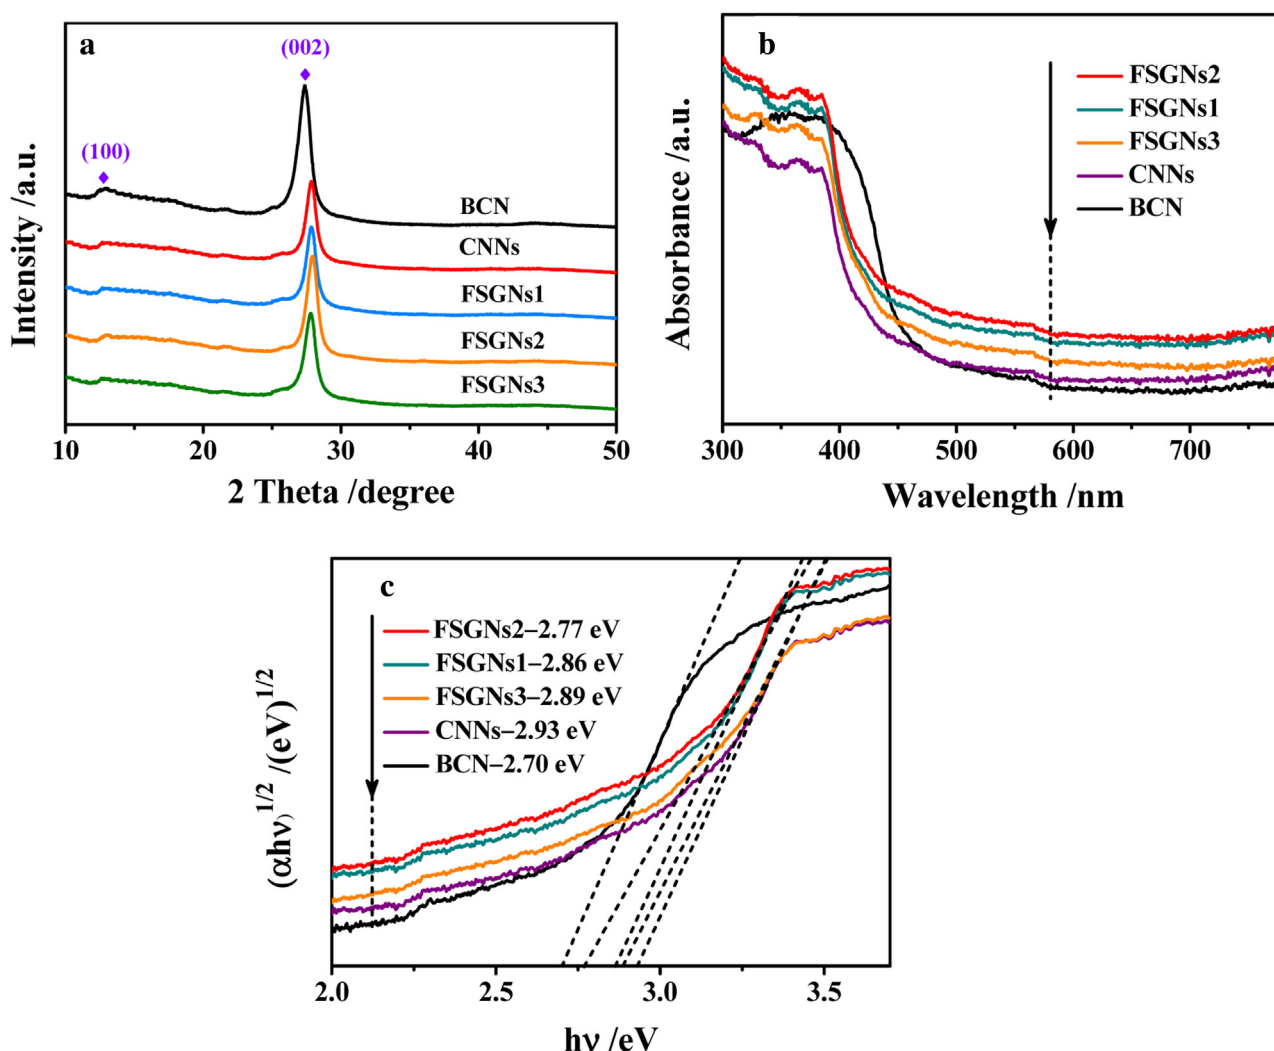 a
(002)
(100)
BCN
CNNs
FSGNs1
FSGNs2
FSGNs3
Intensity /a.u.
10 20 30 40 50
2 Theta /degree
b
FSGNs2
FSGNs1
FSGNs3
CNNs
BCN
Absorbance /a.u.
300 400 500 600 700
Wavelength /nm
c
FSGNs2–2.77 eV
FSGNs1–2.86 eV
FSGNs3–2.89 eV
CNNs–2.93 eV
BCN–2.70 eV
(αhν)1/2 /(eV)1/2
2.0 2.5 3.0 3.5
hν /eV